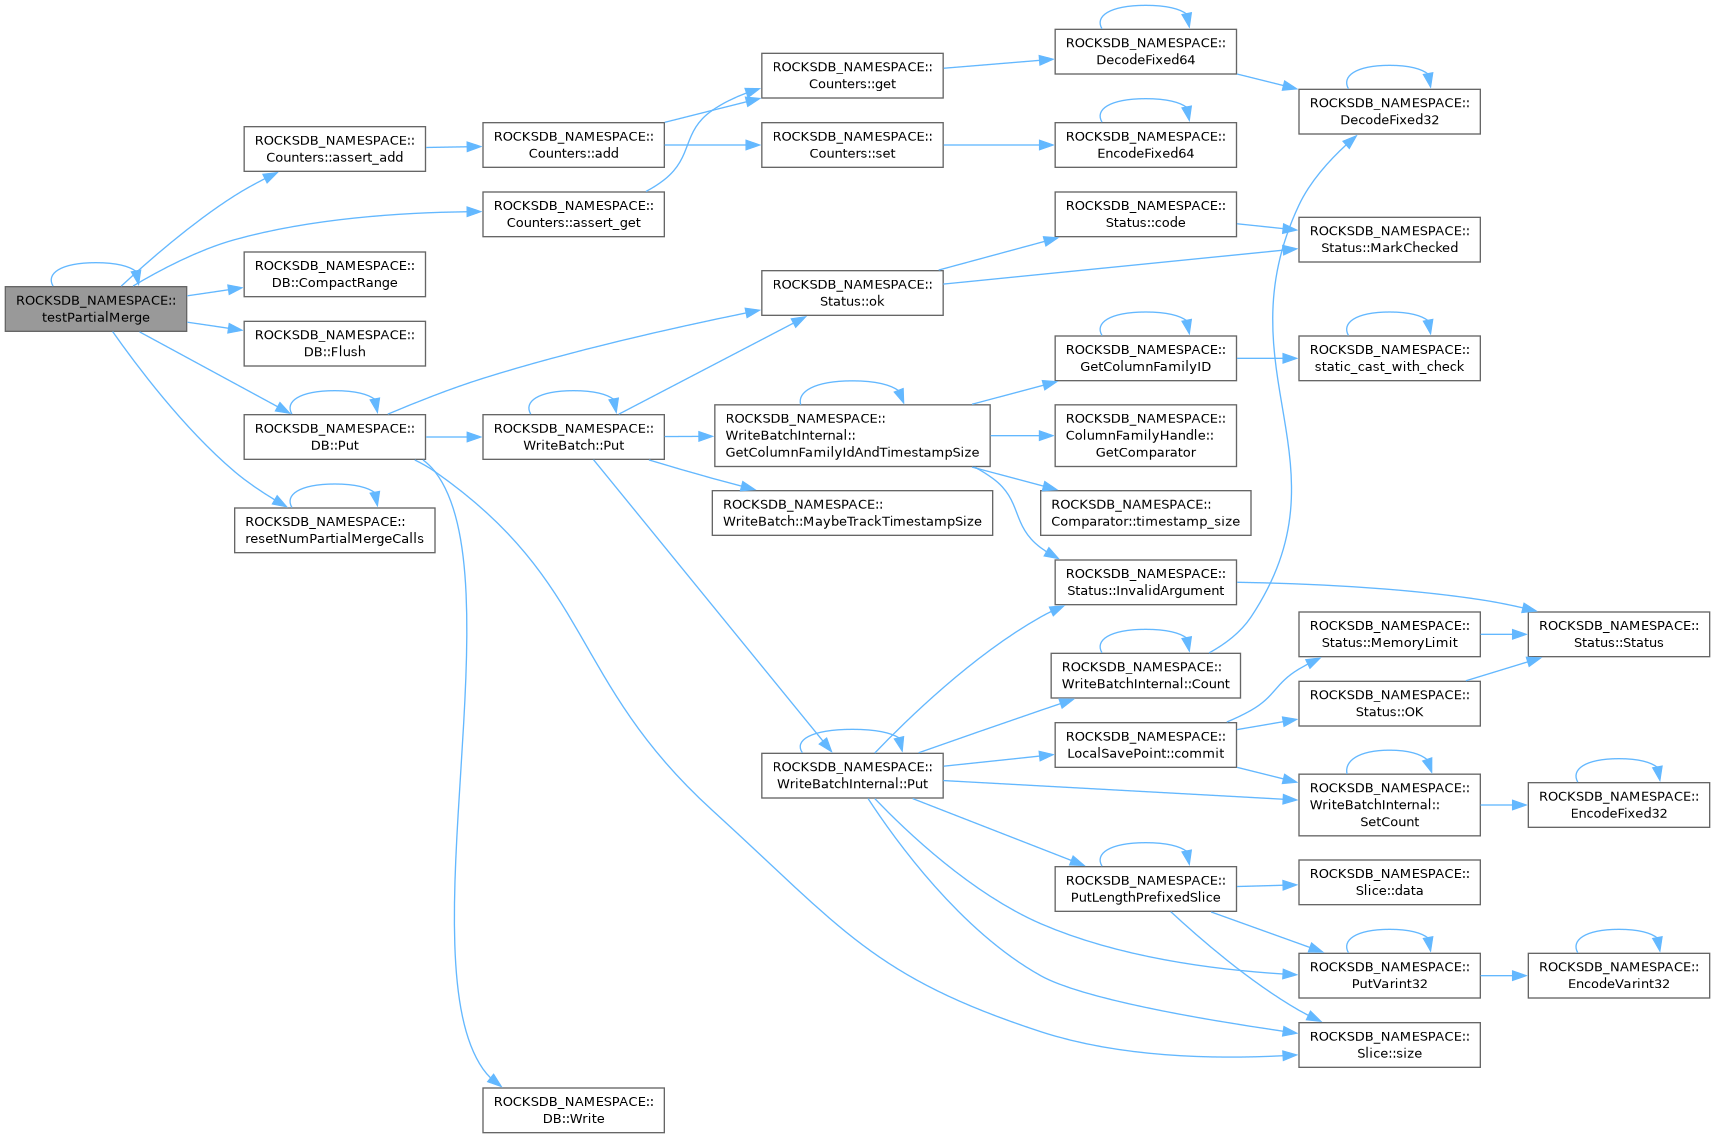 ROCKSDB_NAMESPACE::
testPartialMerge
ROCKSDB_NAMESPACE::
Counters::assert_add
ROCKSDB_NAMESPACE::
DB::CompactRange
ROCKSDB_NAMESPACE::
DB::Flush
ROCKSDB_NAMESPACE::
DB::Put
ROCKSDB_NAMESPACE::
resetNumPartialMergeCalls
ROCKSDB_NAMESPACE::
Counters::add
ROCKSDB_NAMESPACE::
Counters::assert_get
ROCKSDB_NAMESPACE::
WriteBatch::Put
ROCKSDB_NAMESPACE::
DB::Write
ROCKSDB_NAMESPACE::
Counters::get
ROCKSDB_NAMESPACE::
Counters::set
ROCKSDB_NAMESPACE::
Status::ok
ROCKSDB_NAMESPACE::
WriteBatchInternal::
GetColumnFamilyIdAndTimestampSize
ROCKSDB_NAMESPACE::
WriteBatch::MaybeTrackTimestampSize
ROCKSDB_NAMESPACE::
WriteBatchInternal::Put
ROCKSDB_NAMESPACE::
DecodeFixed64
ROCKSDB_NAMESPACE::
EncodeFixed64
ROCKSDB_NAMESPACE::
Status::code
ROCKSDB_NAMESPACE::
GetColumnFamilyID
ROCKSDB_NAMESPACE::
ColumnFamilyHandle::
GetComparator
ROCKSDB_NAMESPACE::
Comparator::timestamp_size
ROCKSDB_NAMESPACE::
Status::InvalidArgument
ROCKSDB_NAMESPACE::
WriteBatchInternal::Count
ROCKSDB_NAMESPACE::
LocalSavePoint::commit
ROCKSDB_NAMESPACE::
PutLengthPrefixedSlice
ROCKSDB_NAMESPACE::
DecodeFixed32
ROCKSDB_NAMESPACE::
Status::MarkChecked
ROCKSDB_NAMESPACE::
static_cast_with_check
ROCKSDB_NAMESPACE::
Status::MemoryLimit
ROCKSDB_NAMESPACE::
Status::OK
ROCKSDB_NAMESPACE::
WriteBatchInternal::
SetCount
ROCKSDB_NAMESPACE::
Slice::data
ROCKSDB_NAMESPACE::
PutVarint32
ROCKSDB_NAMESPACE::
Slice::size
ROCKSDB_NAMESPACE::
Status::Status
ROCKSDB_NAMESPACE::
EncodeFixed32
ROCKSDB_NAMESPACE::
EncodeVarint32